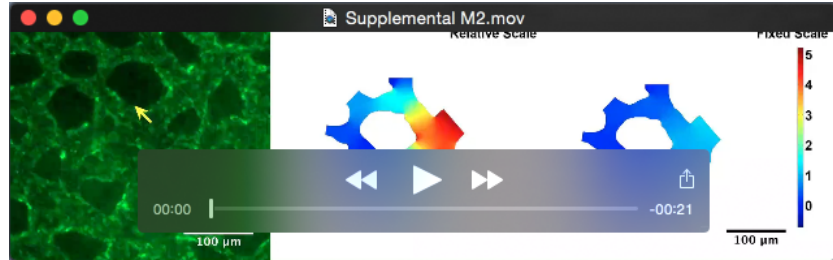 Supplemental M2.mov
Relative Scale
Fixed Scale
5
4
3
2
1
0
00:00
-00:21
100 µm
100 µm